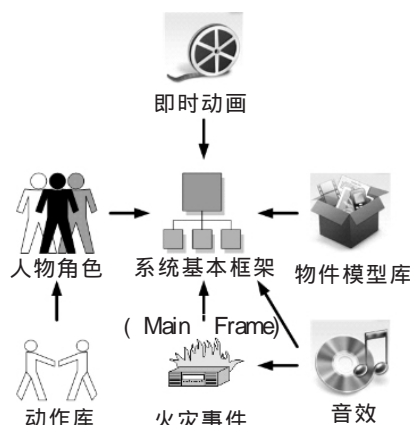 即时动画
人物角色
系统基本框架
物件模型库
( Main Frame)
动作库
火灾事件
音效